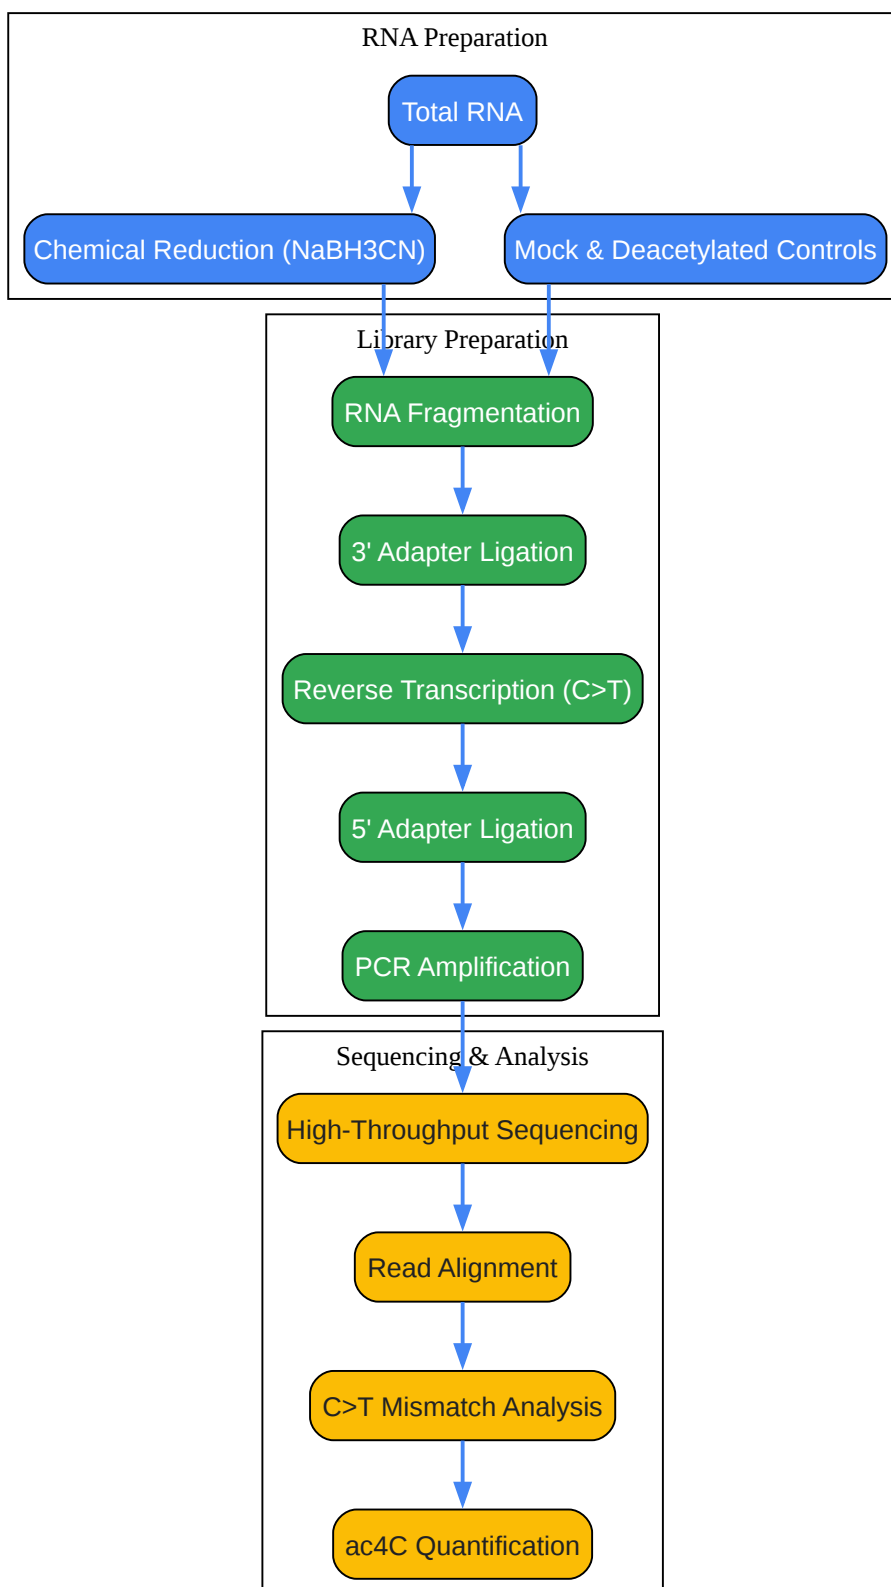 RNA Preparation
Total RNA
Chemical Reduction (NaBH3CN)
Mock & Deacetylated Controls
Library Preparation
RNA Fragmentation
3' Adapter Ligation
Reverse Transcription (C>T)
5' Adapter Ligation
PCR Amplification
Sequencing & Analysis
High-Throughput Sequencing
Read Alignment
C>T Mismatch Analysis
ac4C Quantification